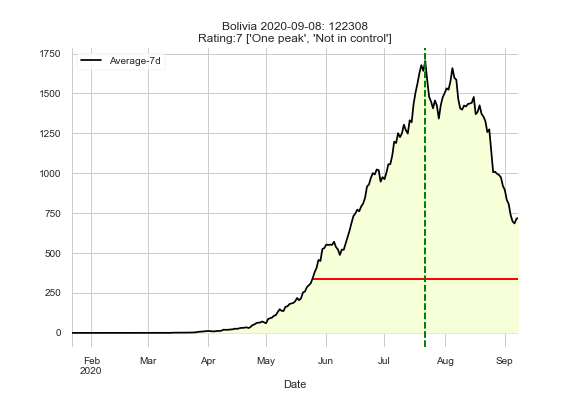 Bolivia 2020-09-08: 122308
Rating:7 ['One peak', 'Not in control']
Average-7d
1750
1500
1250
1000
750
500
250
0
Feb Mar Apr May Jun Jul Aug Sep
2020
Date